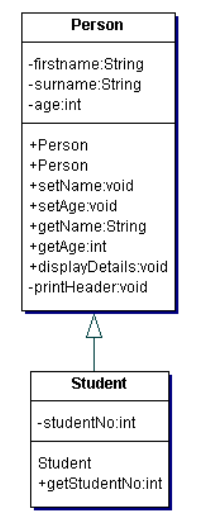 Person
-firstname:String
-surname:String
-age:int
+Person
+Person
+setName:void
+setAge:void
+getName:String
+getAge:int
+displayDetails:void
-printHeader:void
Student
-studentNo:int
Student
+getStudentNo:int